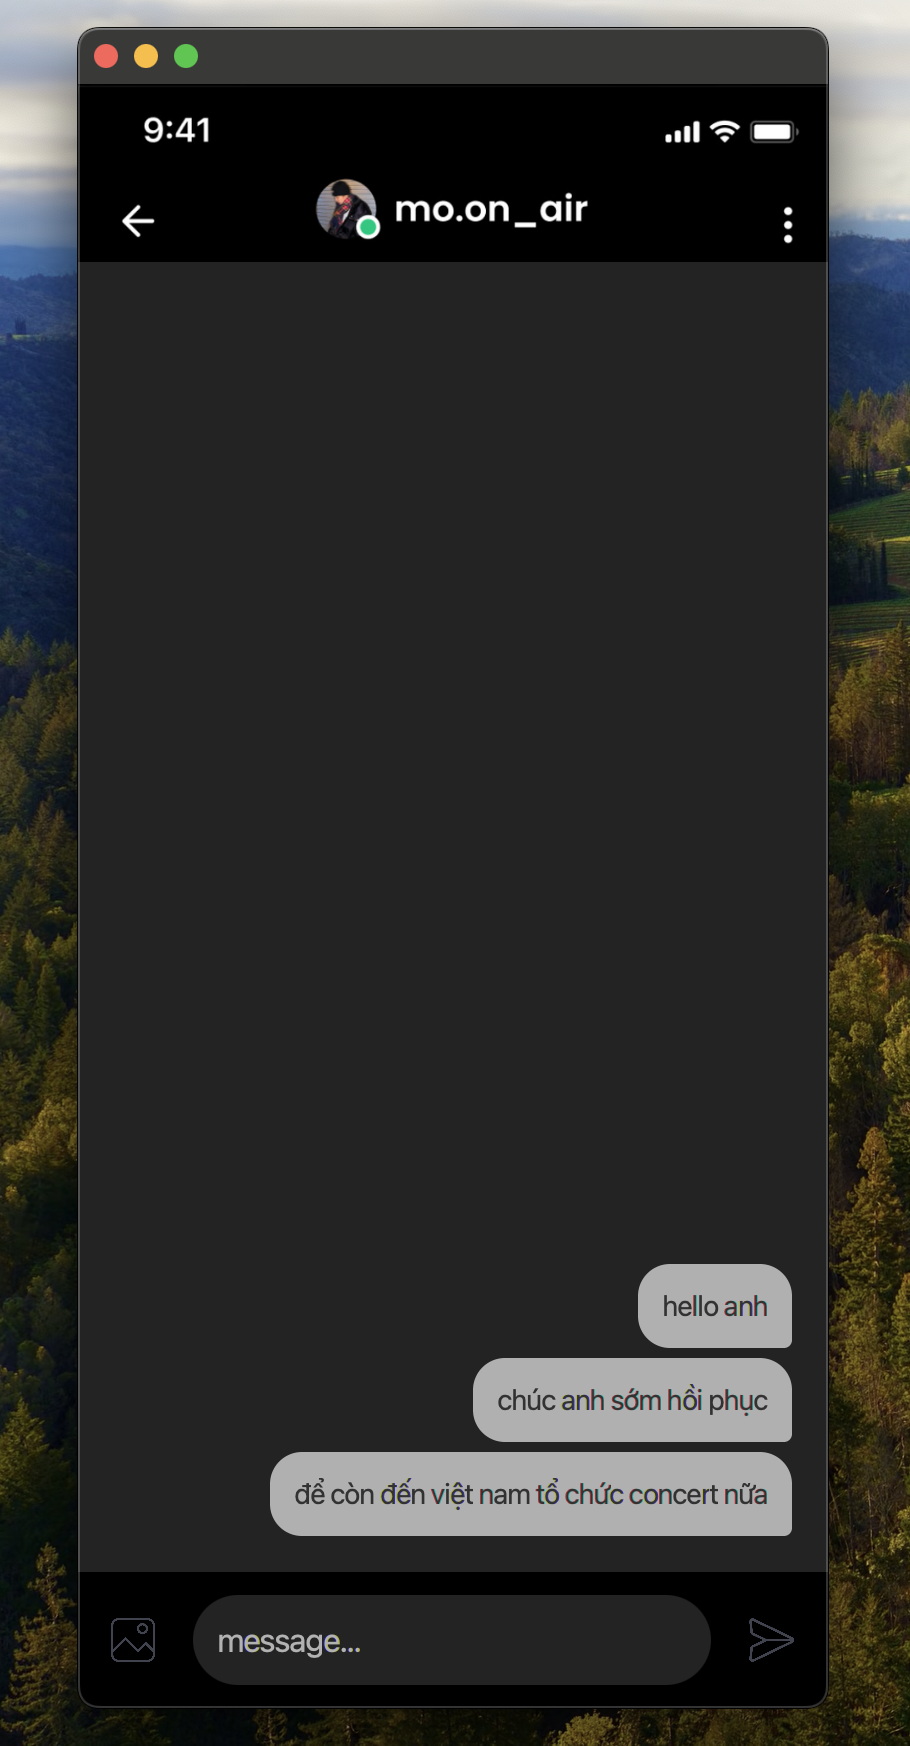 9:41
mo.on_air
hello anh
chúc anh sớm hồi phục
để còn đến việt nam tổ chức concert nữa
message...